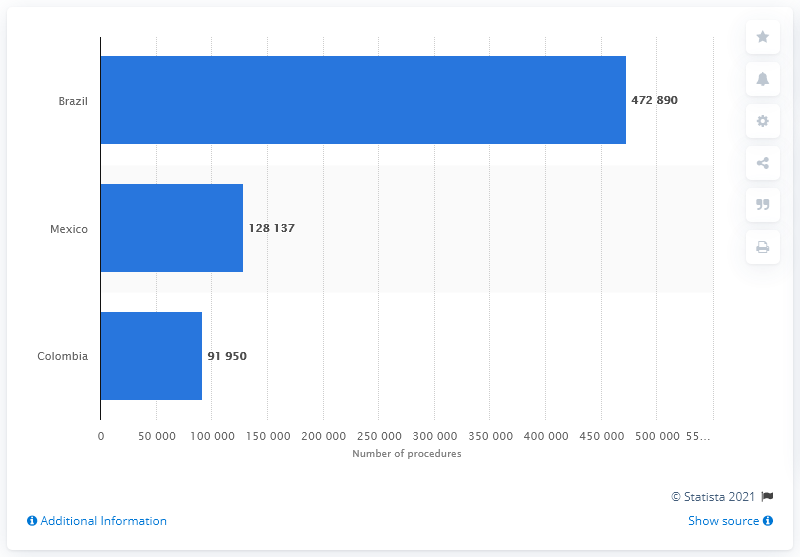 Brazil
472 890
Mexico
128 137
Colombia
91 950
0 50 000 100 000 150 000 200 000 250 000 300 000 350 000 400 000 450 000 500 000 55...
Number of procedures
© Statista 2021
Additional Information
Show source